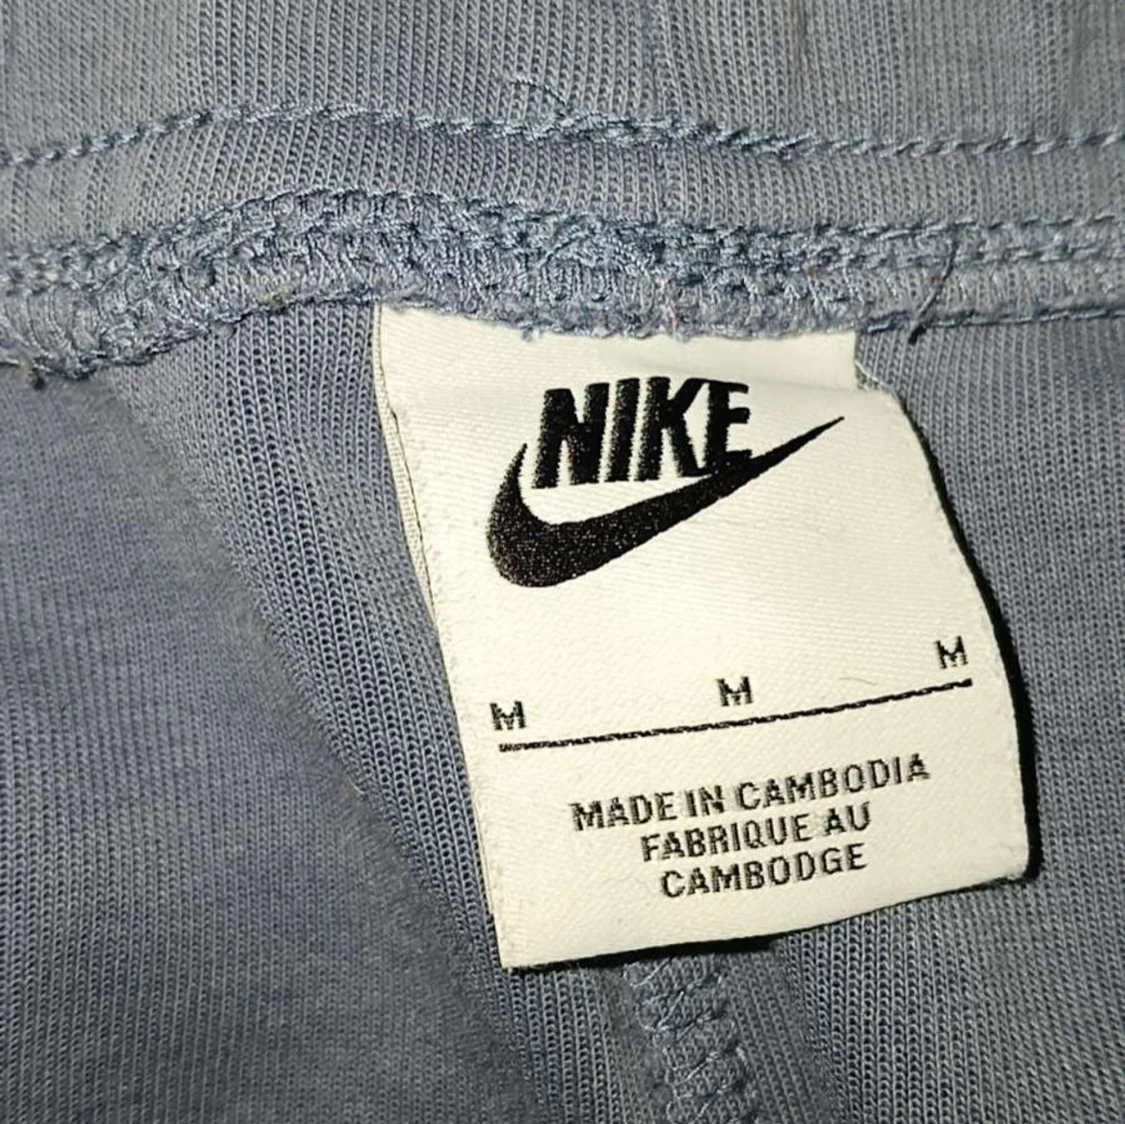 NIKE
M M M
MADE IN CAMBODIA
FABRIQUE AU
CAMBODGE